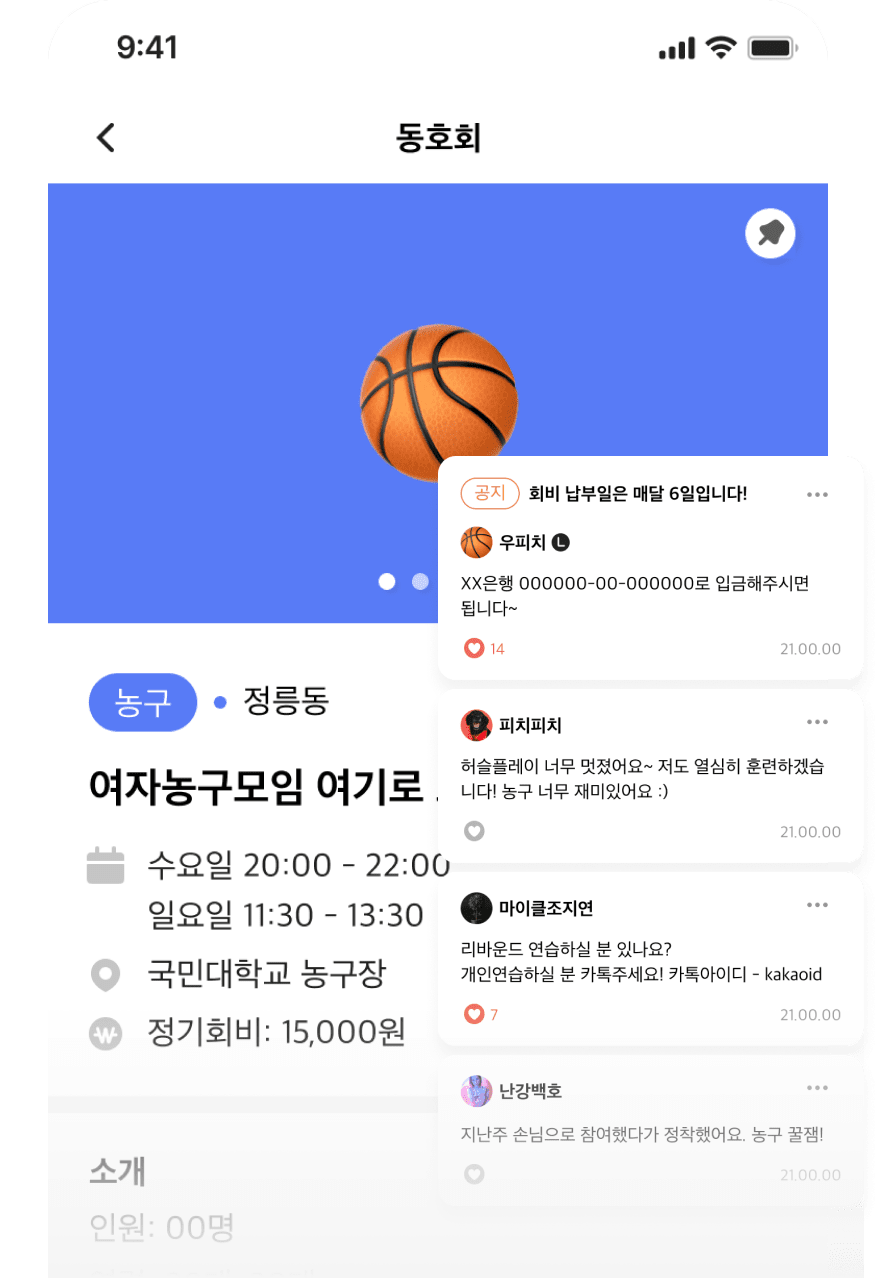 9:41
동호회
공지 회비 납부일은 매달 6일입니다!
우피치 L
XX은행 000000-00-000000로 입금해주시면
됩니다~
14 21.00.00
농구 • 정릉동
여자농구모임 여기로
수요일 20:00 - 22:00
일요일 11:30 - 13:30
국민대학교 농구장
정기회비: 15,000원
소개
인원: 00명
피치피치
허슬플레이 너무 멋졌어요~ 저도 열심히 훈련하겠습
니다! 농구 너무 재미있어요 :)
21.00.00
마이클조지연
리바운드 연습하실 분 있나요?
개인연습하실 분 카톡주세요! 카톡아이디 - kakaoid
7 21.00.00
난강백호
지난주 손님으로 참여했다가 정착했어요. 농구 꿀잼!
21.00.00